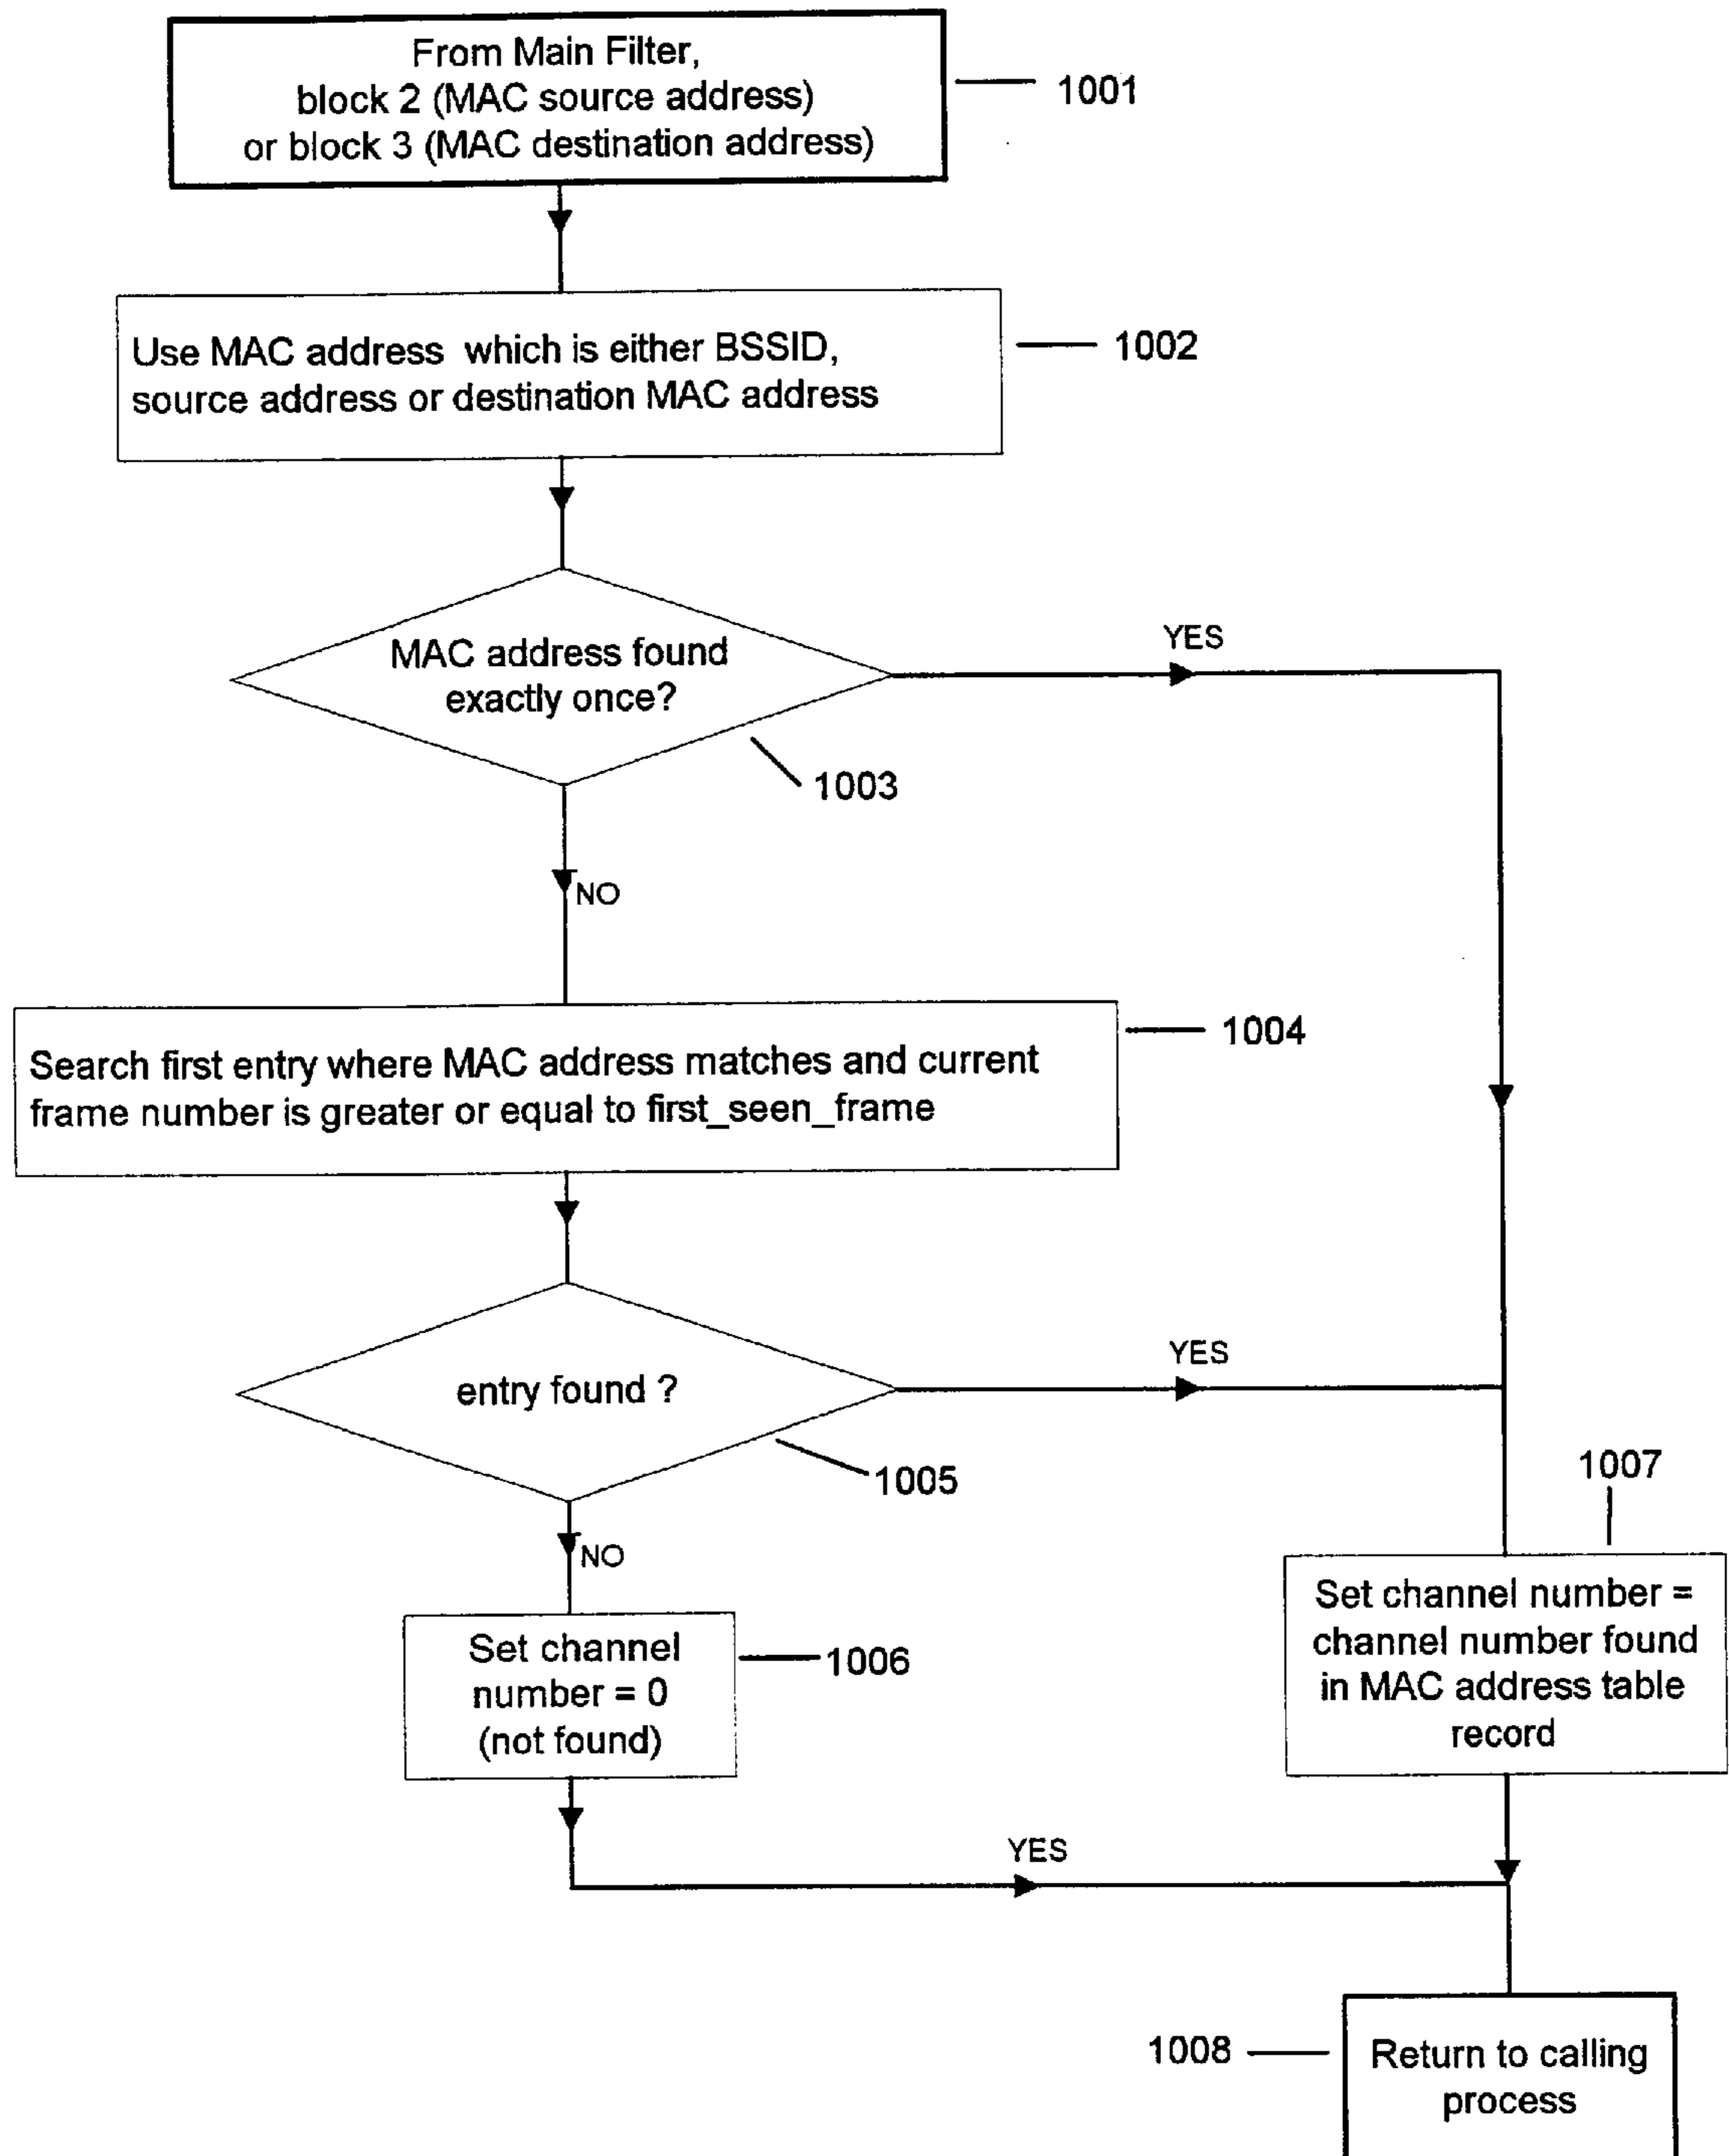 From Main Filter,
block 2 (MAC source address)
or block 3 (MAC destination address)
1001
Use MAC address which is either BSSID,
source address or destination MAC address
1002
MAC address found
exactly once?
YES
1003
NO
Search first entry where MAC address matches and current
frame number is greater or equal to first_seen_frame
1004
entry found ?
YES
1005
NO
1007
Set channel
number = 0
(not found)
1006
Set channel number =
channel number found
in MAC address table
record
YES
1008
Return to calling
process